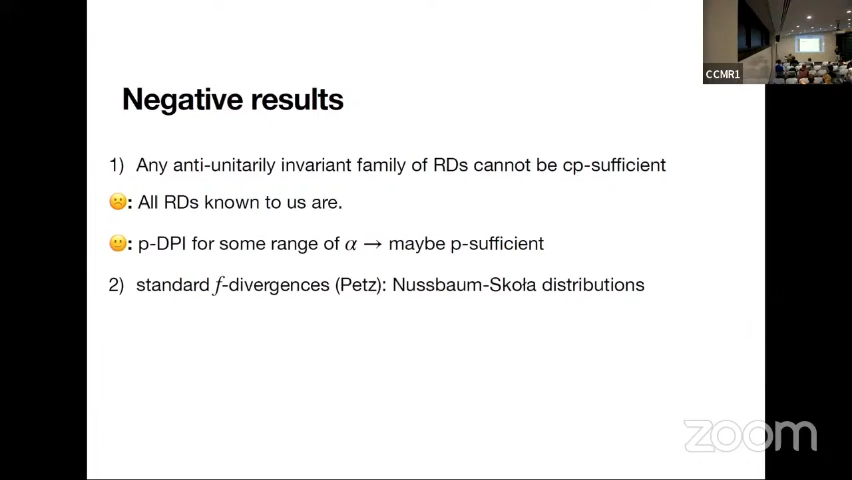 CCMR1
Negative results
1) Any anti-unitarily invariant family of RDs cannot be cp-sufficient
☹️: All RDs known to us are.
🙂: p-DPI for some range of α → maybe p-sufficient
2) standard f-divergences (Petz): Nussbaum-Skoła distributions
zoom